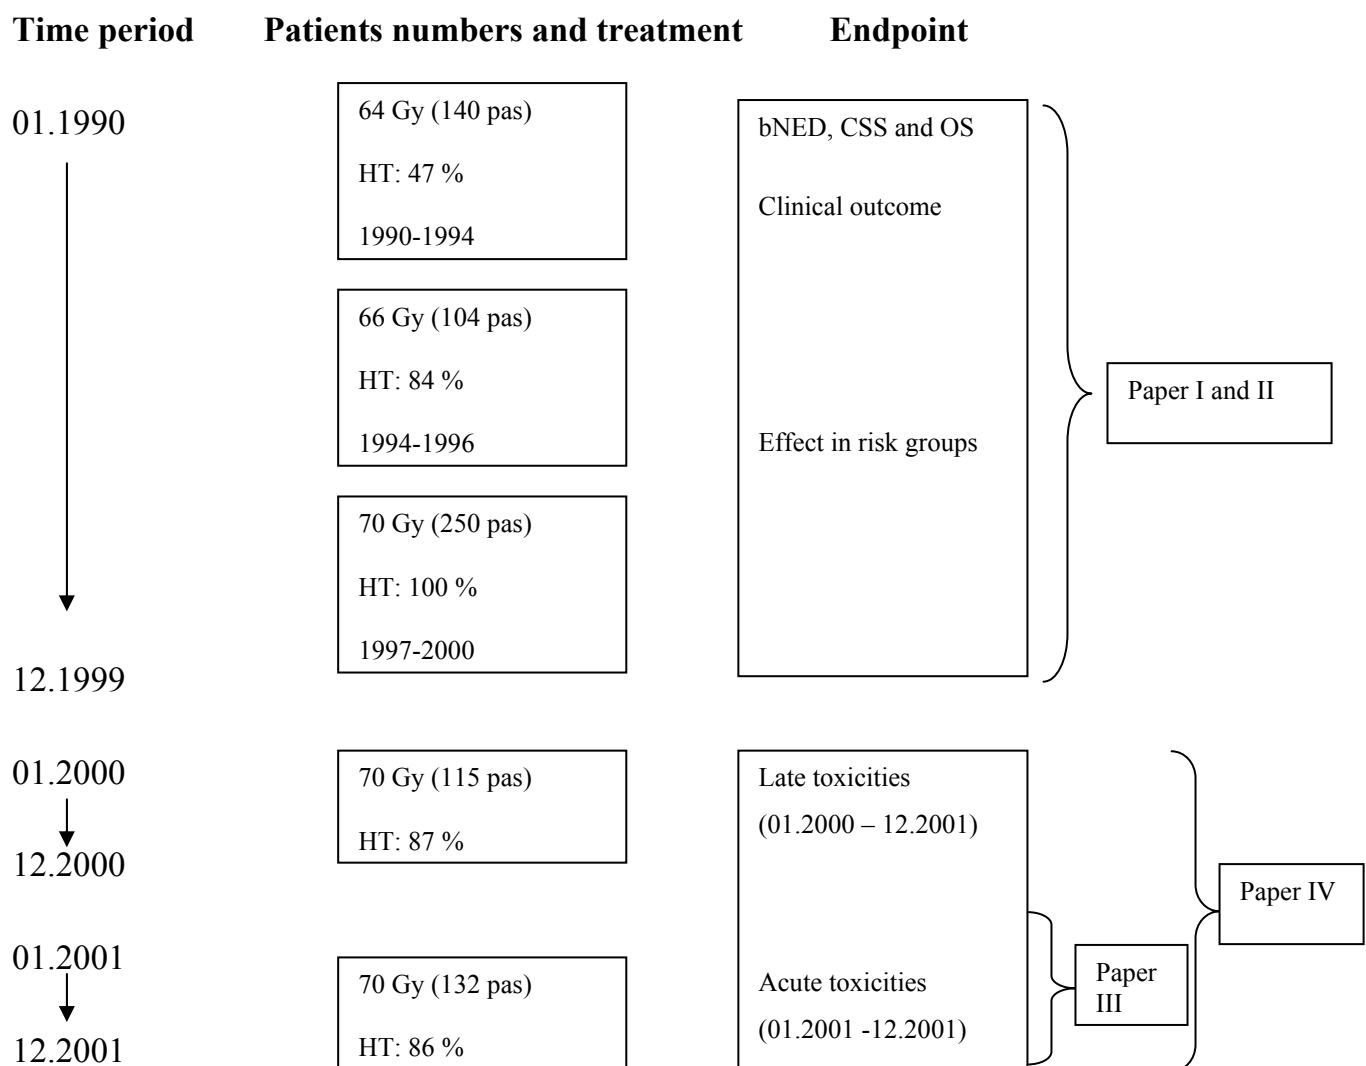 Time period Patients numbers and treatment Endpoint
01.1990
64 Gy (140 pas)
HT: 47 %
1990-1994
66 Gy (104 pas)
HT: 84 %
1994-1996
70 Gy (250 pas)
HT: 100 %
1997-2000
12.1999
bNED, CSS and OS
Clinical outcome
Effect in risk groups
Paper I and II
01.2000
12.2000
70 Gy (115 pas)
HT: 87 %
Late toxicities
(01.2000 – 12.2001)
01.2001
12.2001
70 Gy (132 pas)
HT: 86 %
Acute toxicities
(01.2001 -12.2001)
Paper
III
Paper IV